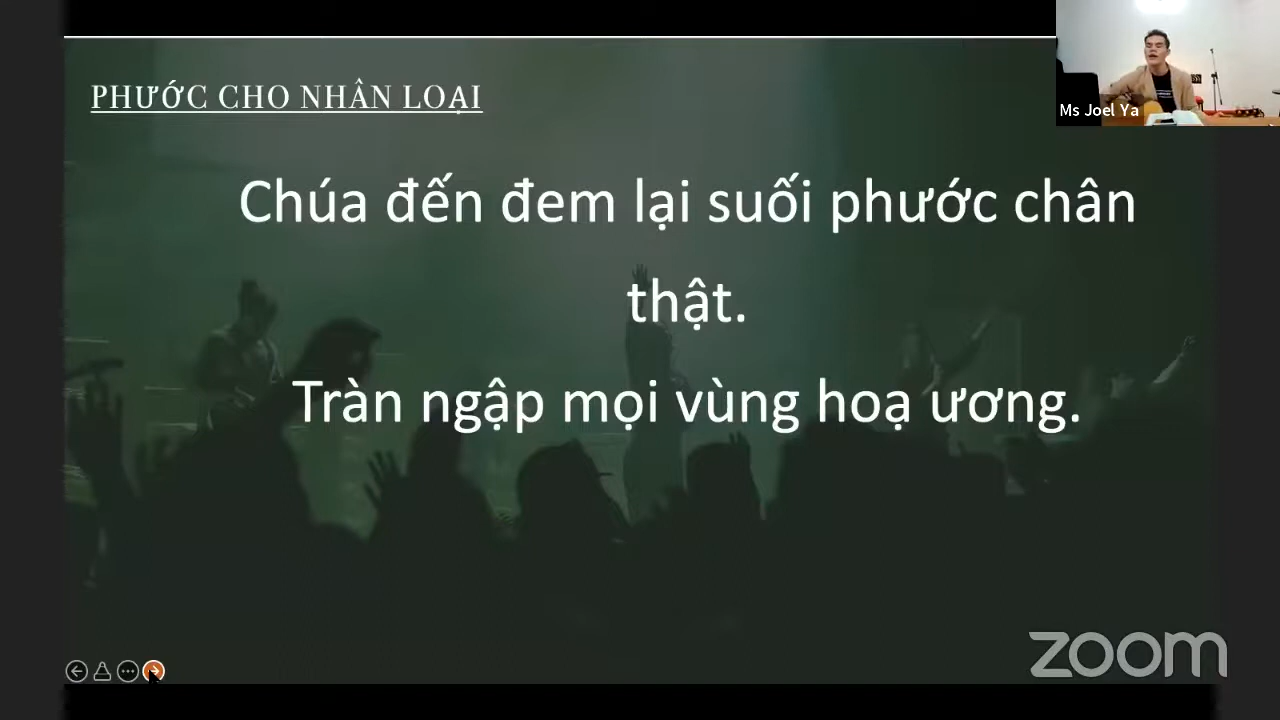 PHƯỚC CHO NHÂN LOẠI
Ms Joel Ya
Chúa đến đem lại suối phước chân
thật.
Tràn ngập mọi vùng hoạ ương.
zoom